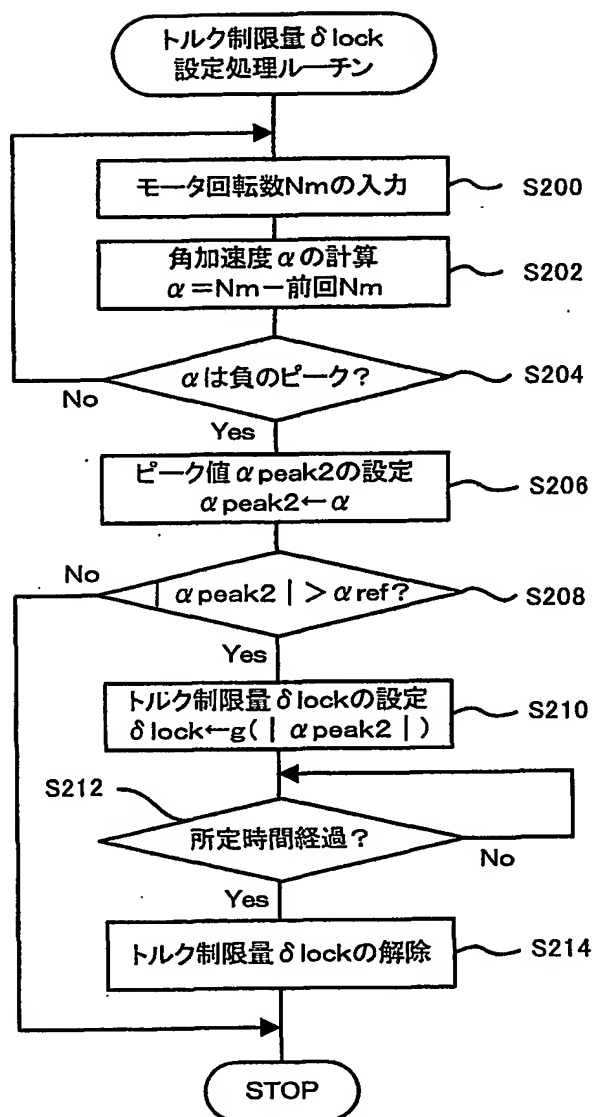 トルク制限量δlock
設定処理ルーチン
モータ回転数Nmの入力
S200
角加速度αの計算
α=Nm-前回Nm
S202
αは負のピーク?
S204
No
Yes
ピーク値αpeak2の設定
αpeak2←α
S206
No
|αpeak2|>αref?
S208
Yes
トルク制限量δlockの設定
δlock←g(|αpeak2|)
S210
S212
所定時間経過?
No
Yes
トルク制限量δlockの解除
S214
STOP